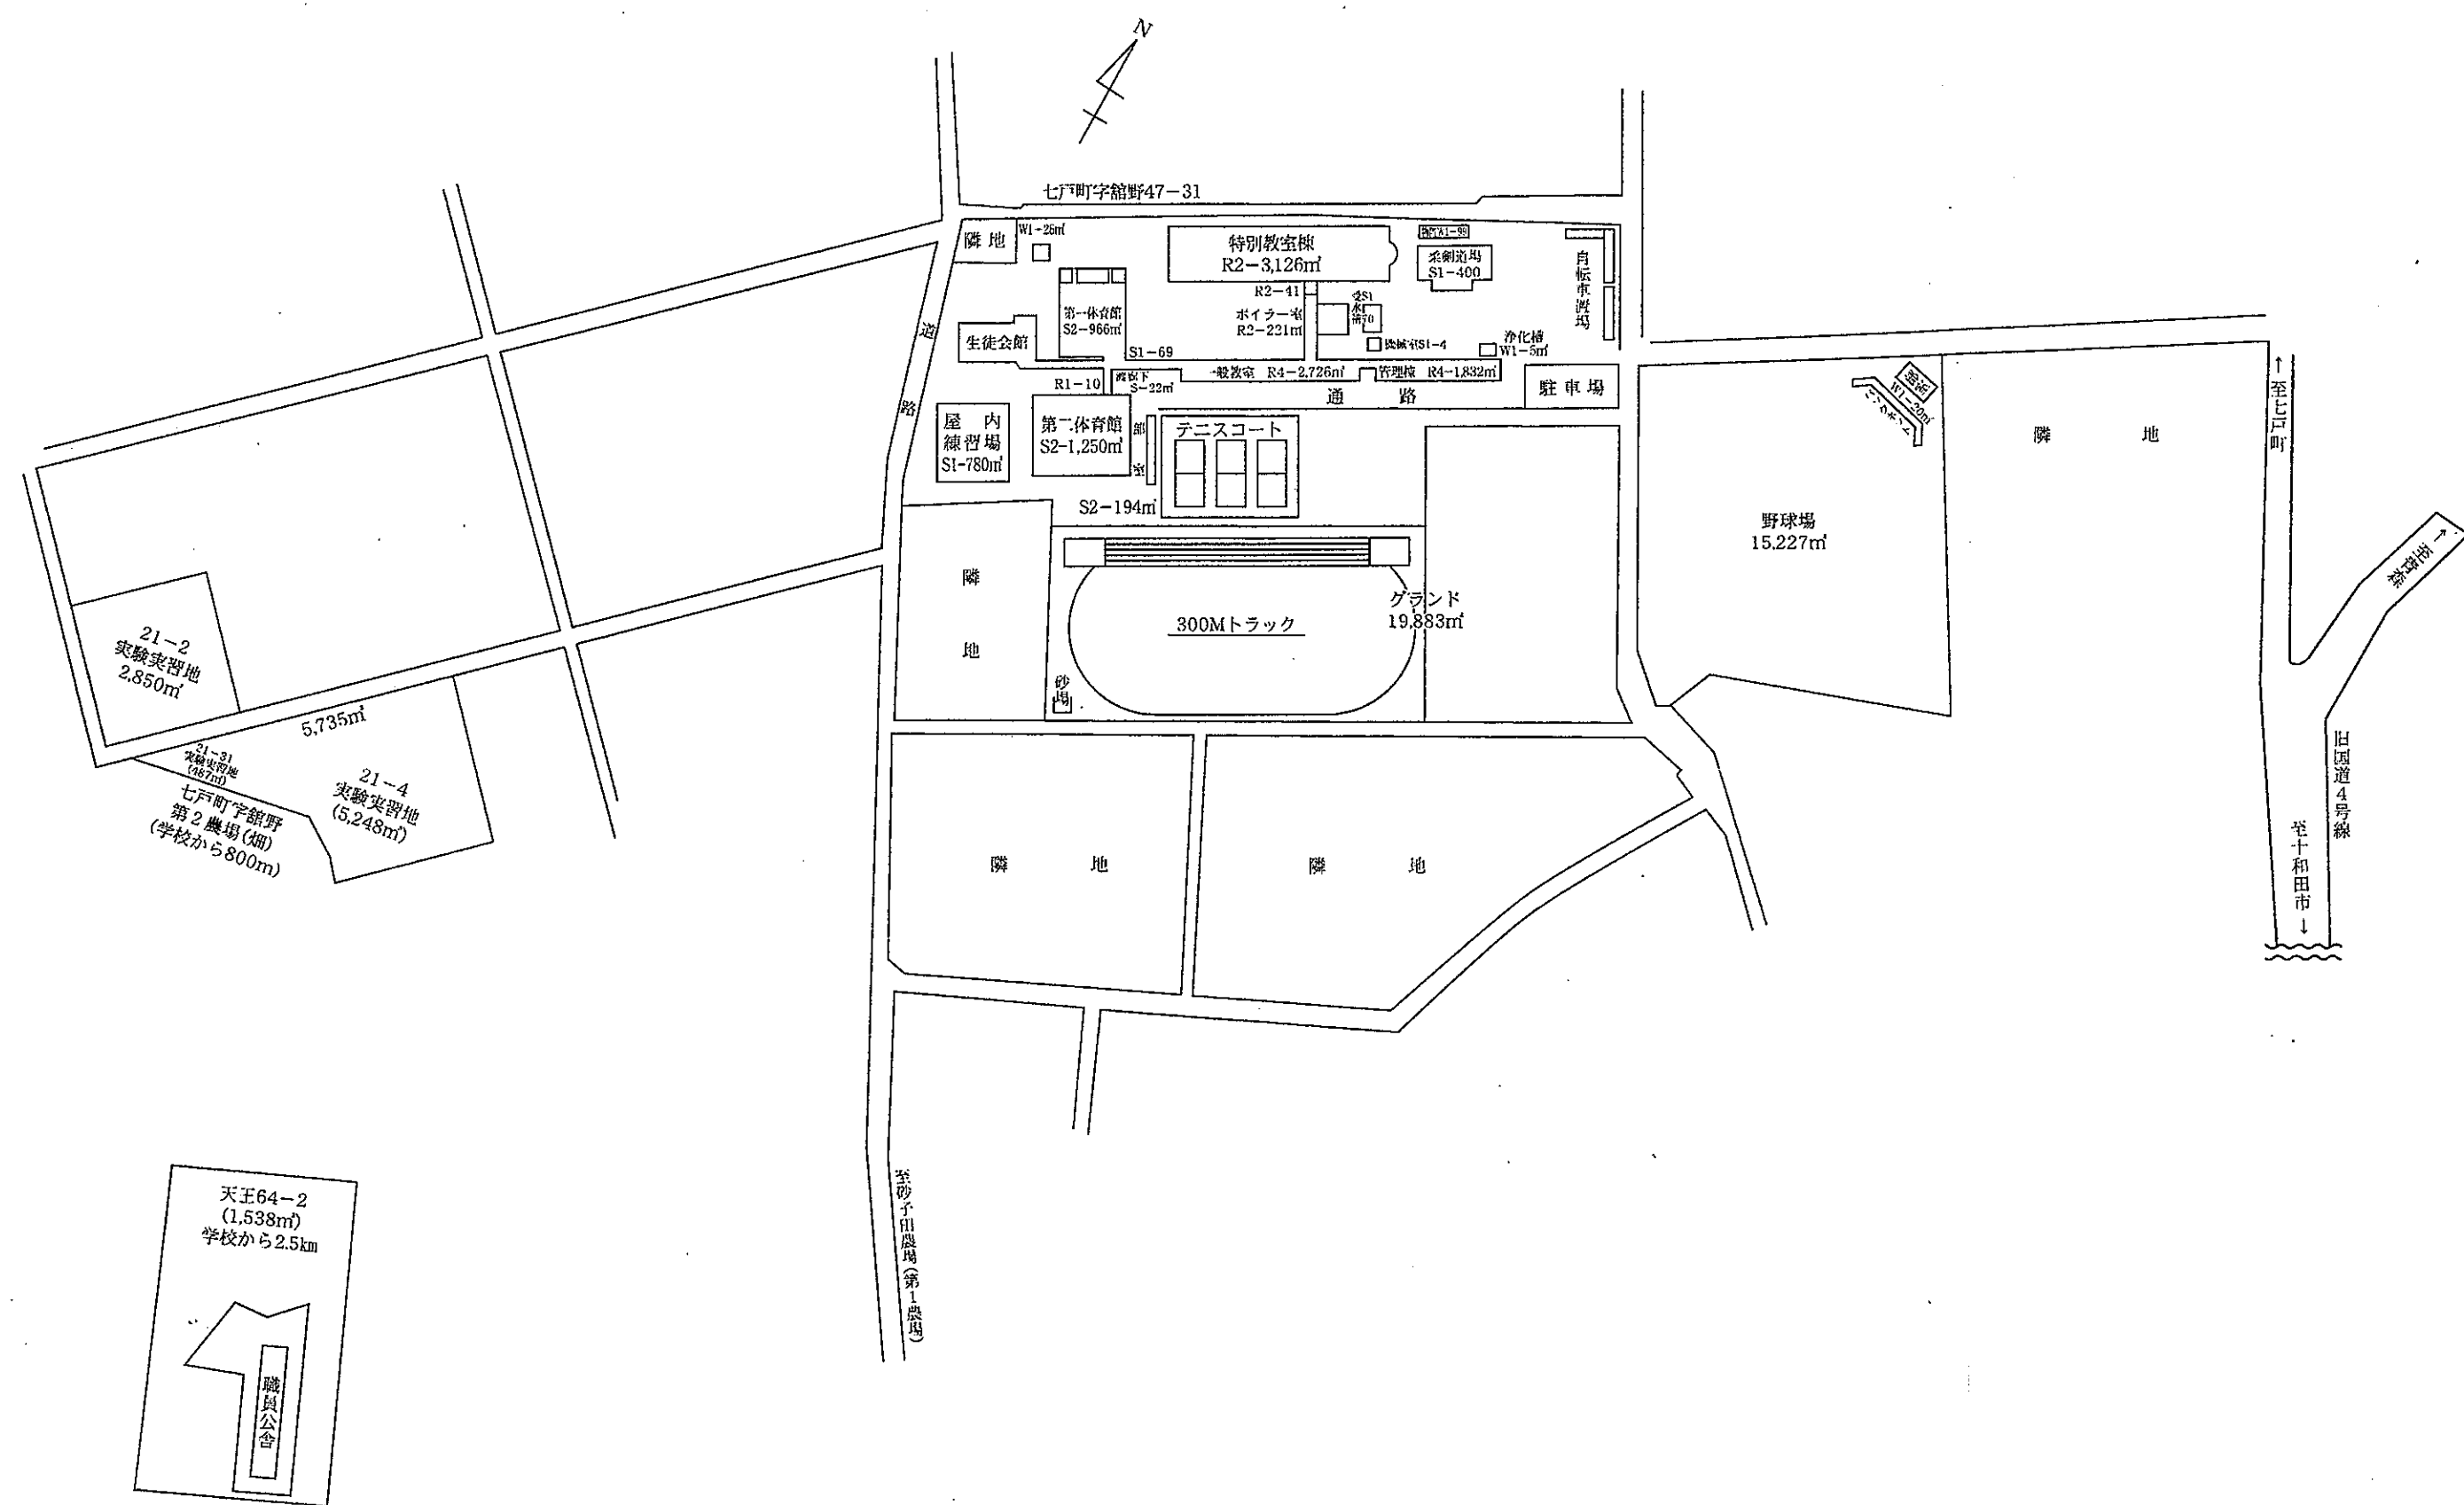 N
七戸町字舘野47-31
隣地
W1-26㎡
特別教室棟
R2-3,126㎡
柔剣道場
S1-400
自転車置場
R2-41
ボイラー室
R2-221㎡
第一体育館
S2-966㎡
生徒会館
S1-69
機械室S1-4
浄化槽
W1-5㎡
R1-10
渡廊下
S-22㎡
一般教室 R4-2,726㎡
管理棟 R4-1,832㎡
通路
駐車場
道路
屋内
練習場
S1-780㎡
第二体育館
S2-1,250㎡
部室
S2-194㎡
テニスコート
隣地
300Mトラック
グランド
19,883㎡
砂場
野球場
15,227㎡
W1-20㎡
隣地
↑至七戸町
旧国道4号線
至十和田市↓
隣地
隣地
至砂子田農場(第1農場)
21-2
実験実習地
2,850㎡
5,735㎡
21-31
実験実習地
(487㎡)
21-4
実験実習地
(5,248㎡)
七戸町字舘野
第2農場(畑)
(学校から800m)
天王64-2
(1,538㎡)
学校から2.5㎞
職員公舎